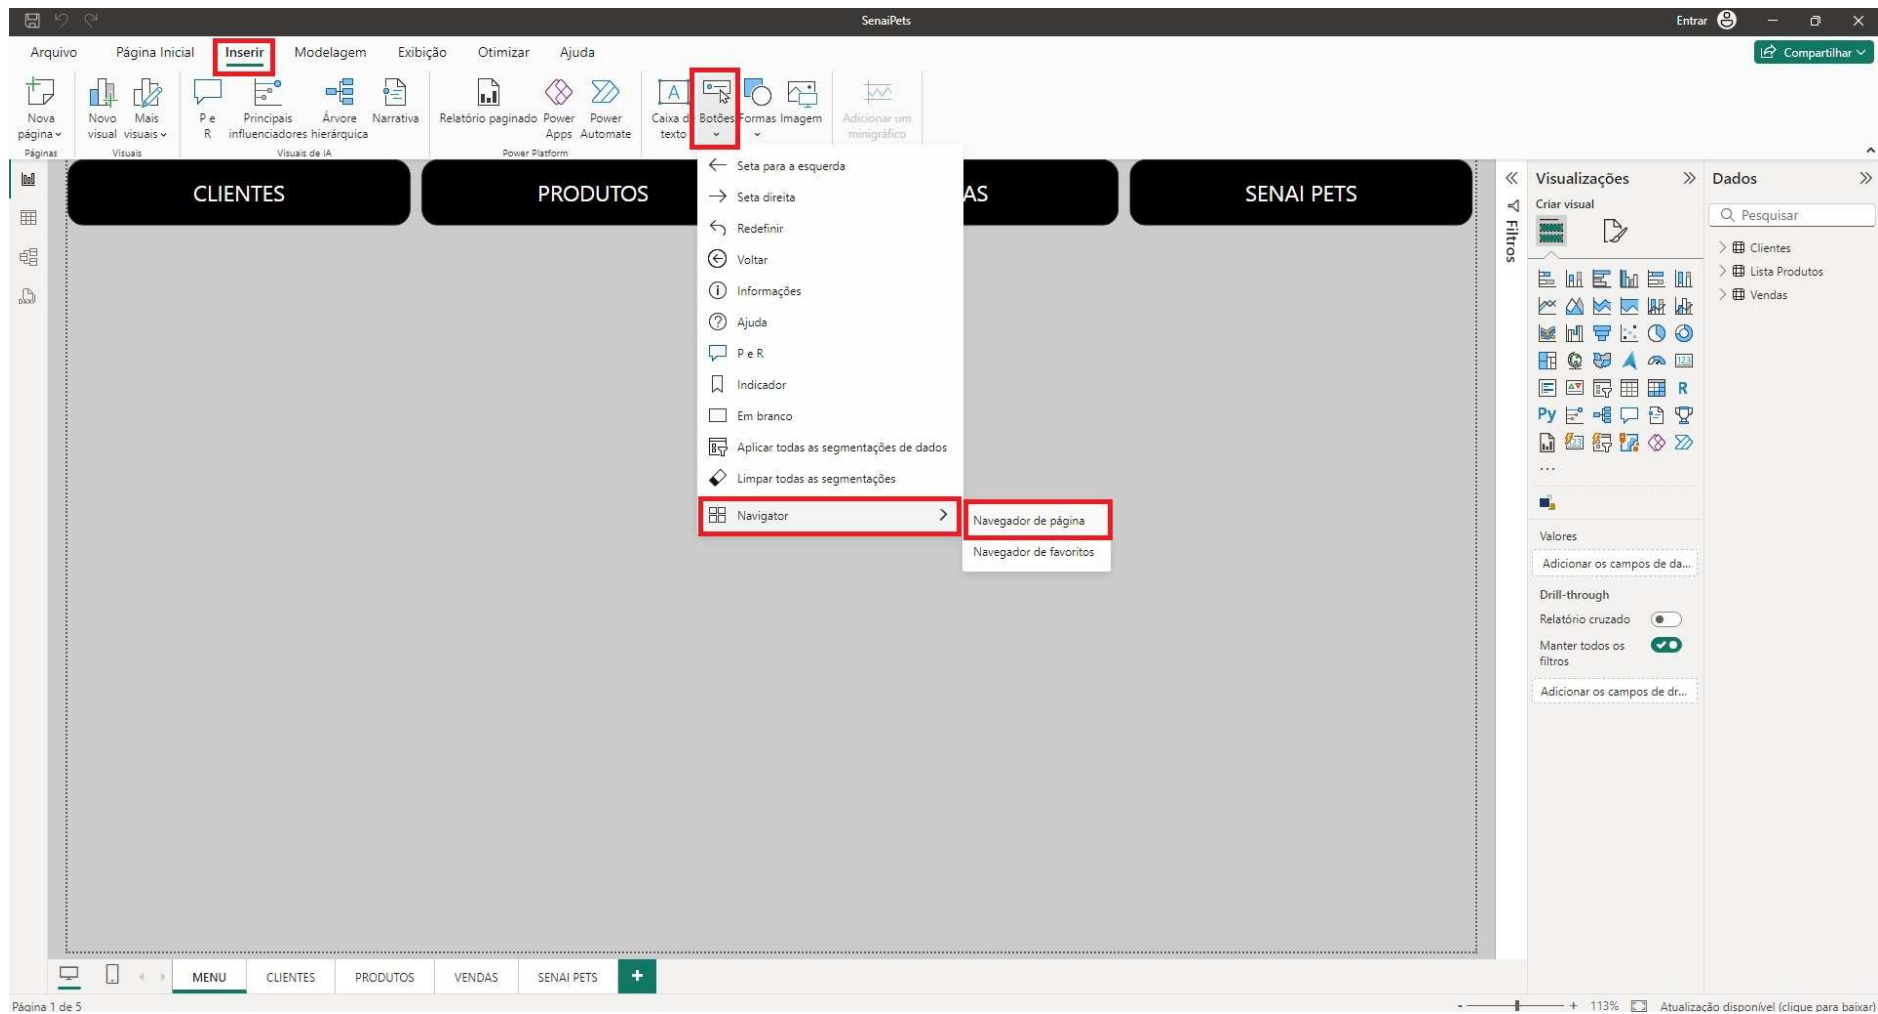 SenaiPets
Entrar
Arquivo Página Inicial Inserir Modelagem Exibição Otimizar Ajuda
Compartilhar
Nova página
Novo visual
Mais visuais
P e R
Principais influenciadores
Árvore hierárquica
Narrativa
Relatório paginado
Power Apps
Power Automate
Caixa de texto
Botões
Formas
Imagem
Adicionar um minigráfico
Páginas
Visuais
Visuais de IA
Power Platform
CLIENTES
PRODUTOS
AS
SENAI PETS
Seta para a esquerda
Seta direita
Redefinir
Voltar
Informações
Ajuda
P e R
Indicador
Em branco
Aplicar todas as segmentações de dados
Limpar todas as segmentações
Navigator
Navegador de página
Navegador de favoritos
Filtros
Visualizações
Criar visual
R
Py
123
...
Valores
Adicionar os campos de da...
Drill-through
Relatório cruzado
Manter todos os
filtros
Adicionar os campos de dr...
Dados
Pesquisar
Clientes
Lista Produtos
Vendas
MENU CLIENTES PRODUTOS VENDAS SENAI PETS +
Página 1 de 5
- + 113% Atualização disponível (clique para baixar)